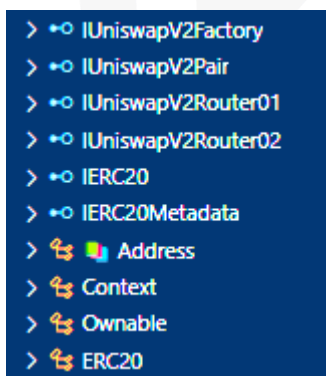 IUniswapV2Factory
IUniswapV2Pair
IUniswapV2Router01
IUniswapV2Router02
IERC20
IERC20Metadata
Address
Context
Ownable
ERC20